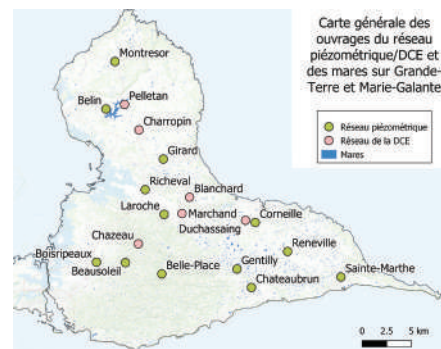 Carte générale des
ouvrages du réseau
piézométrique/DCE et
des mares sur Grande-
Terre et Marie-Galante
Réseau piézométrique
Réseau de la DCE
Mares
Montresor
Pelletan
Belin
Charropin
Girard
Richeval
Blanchard
Laroche
Marchand
Corneille
Duchassaing
Chazeau
Reneville
Boisripeaux
Beausoleil
Belle-Place
Gentilly
Sainte-Marthe
Chateaubrun
0 2.5 5 km